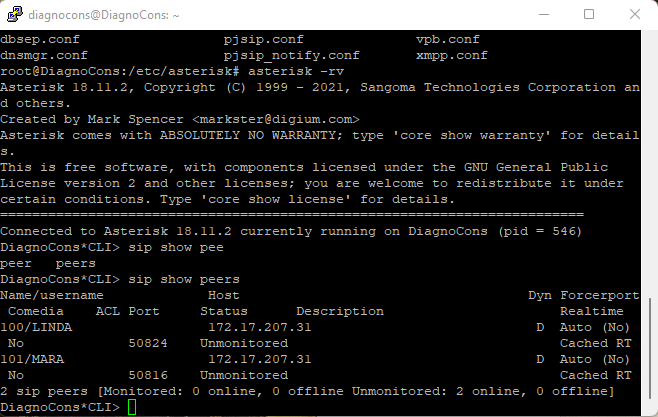 diagnocons@DiagnoCons: ~
dbsep.conf pjsip.conf vpb.conf
dnsmgr.conf pjsip_notify.conf xmpp.conf
root@DiagnoCons:/etc/asterisk# asterisk -rv
Asterisk 18.11.2, Copyright (C) 1999 - 2021, Sangoma Technologies Corporation an
d others.
Created by Mark Spencer <markster@digium.com>
Asterisk comes with ABSOLUTELY NO WARRANTY; type 'core show warranty' for detail
s.
This is free software, with components licensed under the GNU General Public
License version 2 and other licenses; you are welcome to redistribute it under
certain conditions. Type 'core show license' for details.
=========================================================================
Connected to Asterisk 18.11.2 currently running on DiagnoCons (pid = 546)
DiagnoCons*CLI> sip show pee
peer peers
DiagnoCons*CLI> sip show peers
Name/username Host Dyn Forcerport
Comedia ACL Port Status Description Realtime
100/LINDA 172.17.207.31 D Auto (No)
No 50824 Unmonitored Cached RT
101/MARA 172.17.207.31 D Auto (No)
No 50816 Unmonitored Cached RT
2 sip peers [Monitored: 0 online, 0 offline Unmonitored: 2 online, 0 offline]
DiagnoCons*CLI>